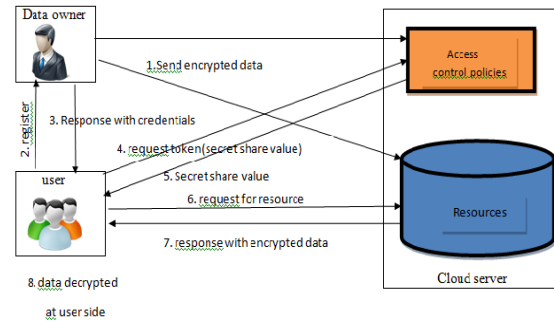 Data owner
Access
control policies
1.Send encrypted data
2. register
3. Response with credentials
4. request token(secret share value)
user
5. Secret share value
6. request for resource
Resources
7. response with encrypted data
Cloud server
8. data decrypted
at user side